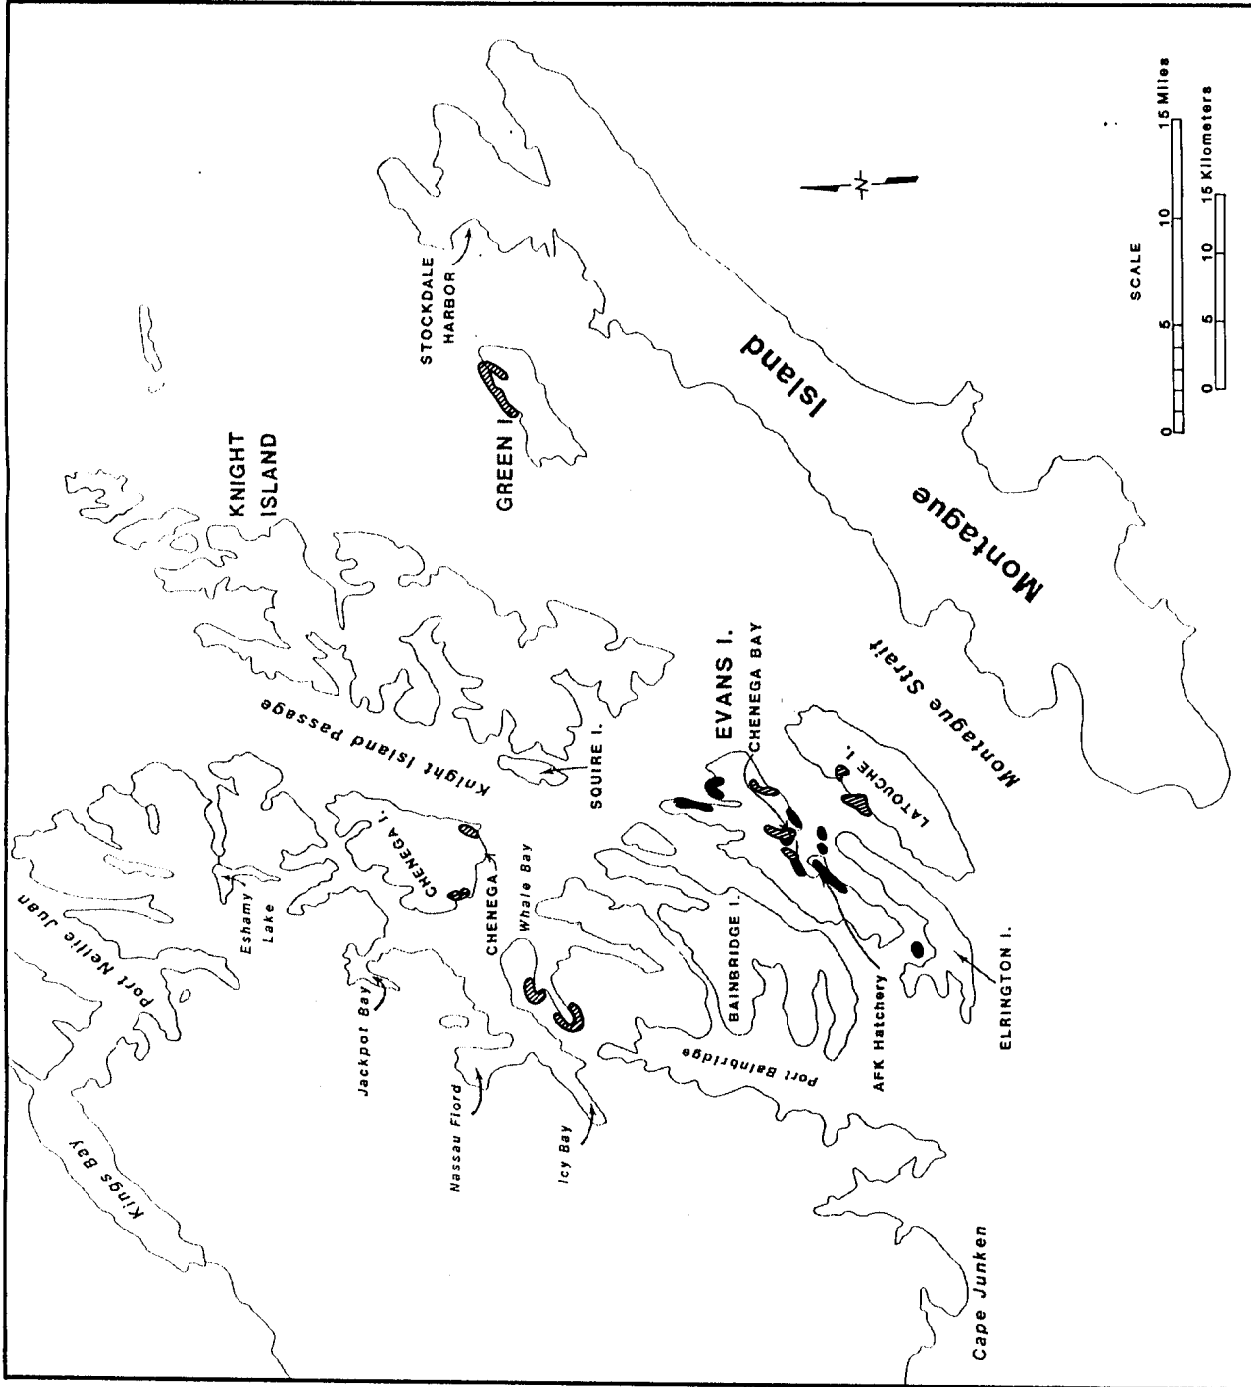 Kings Bay
Port Nellie Juan
Eshamy
Lake
Jackpot Bay
Nassau Fiord
Icy Bay
CHENEGA I.
CHENEGA
Whale Bay
Knight Island Passage
KNIGHT
ISLAND
SQUIRE I.
GREEN I.
STOCKDALE
HARBOR
Montague
Island
Montague Strait
EVANS I.
CHENEGA BAY
LATOUCHE I.
BAINBRIDGE I.
Port Bainbridge
AFK Hatchery
ELRINGTON I.
Cape Junken
N
SCALE
0 5 10 15 Miles
0 5 10 15 Kilometers